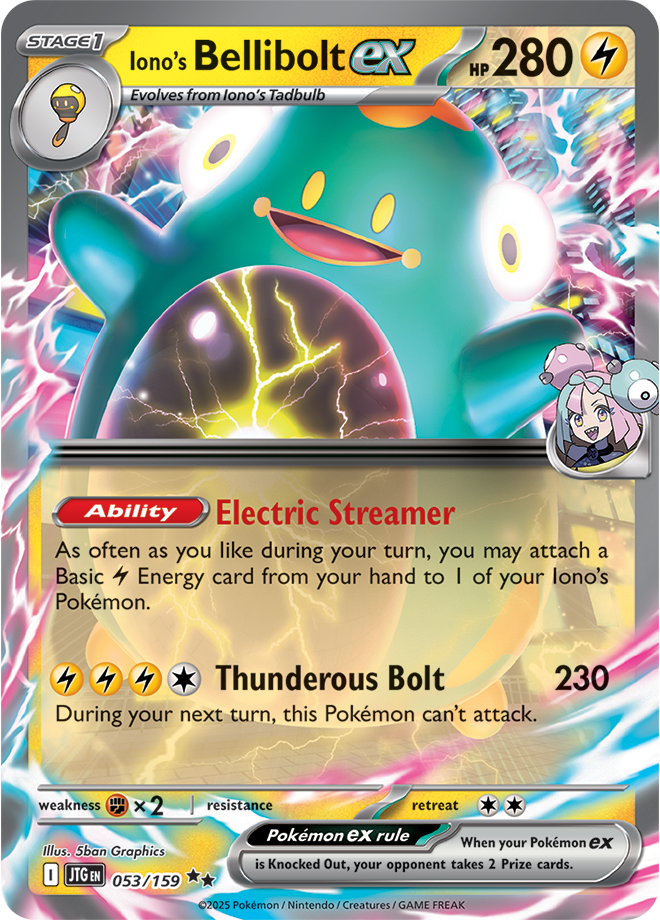 STAGE 1
Iono's Bellibolt ex HP 280
Evolves from Iono's Tadbulb
Ability Electric Streamer
As often as you like during your turn, you may attach a
Basic Energy card from your hand to 1 of your Iono's
Pokémon.
Thunderous Bolt 230
During your next turn, this Pokémon can't attack.
weakness ×2 resistance retreat
Illus. 5ban Graphics
Pokémon ex rule When your Pokémon ex
is Knocked Out, your opponent takes 2 Prize cards.
I JTG EN 053/159
©2025 Pokémon / Nintendo / Creatures / GAME FREAK